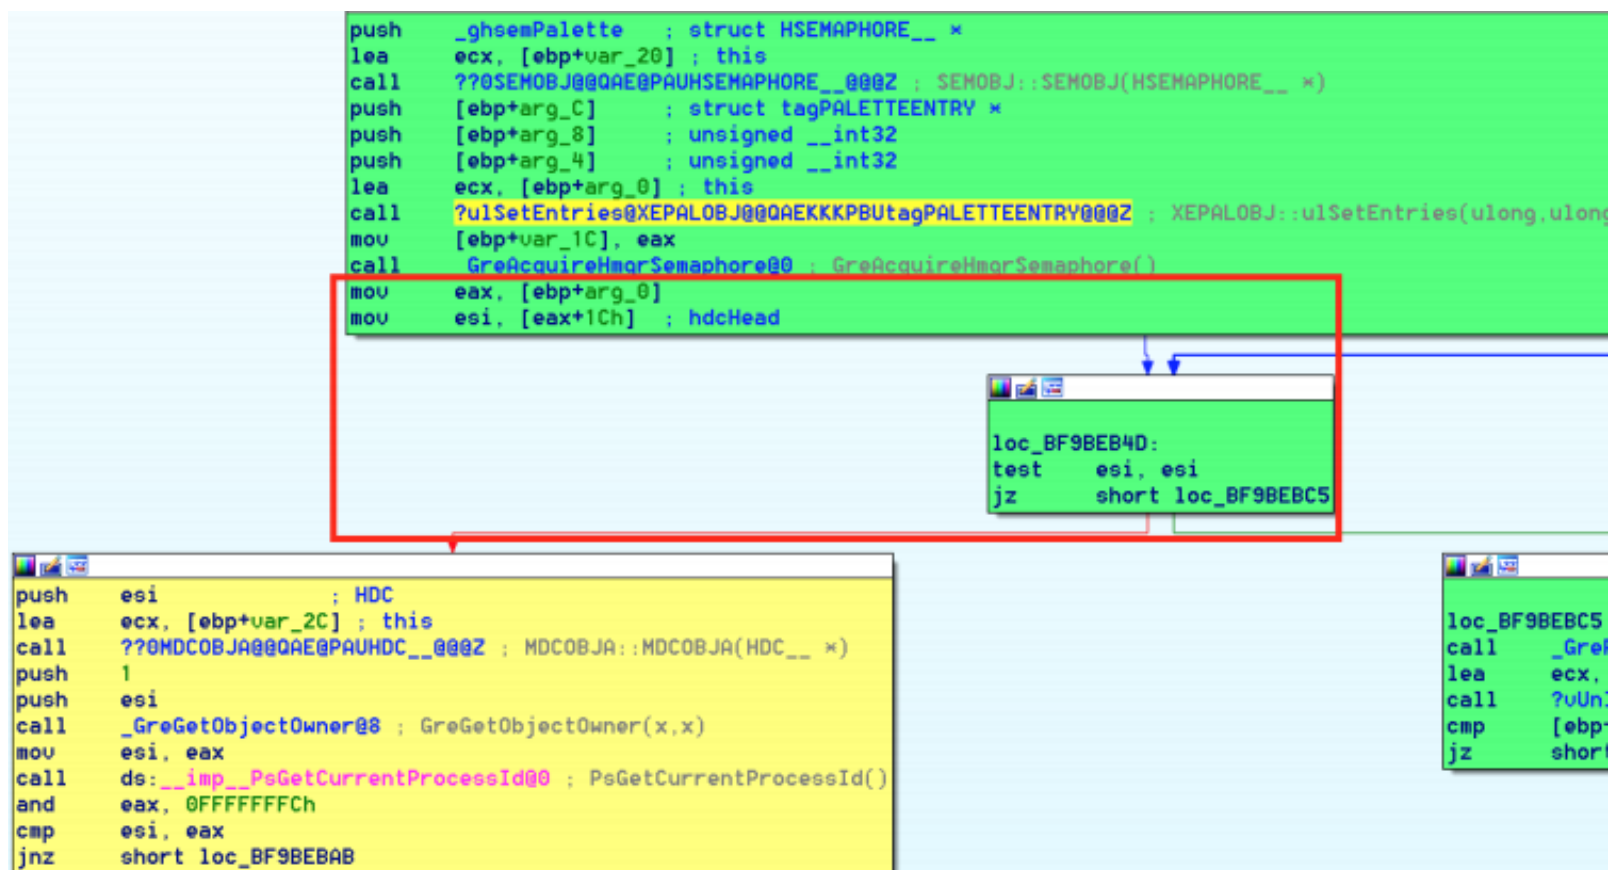 push _ghsemPalette ; struct HSEMAPHORE__ *
lea ecx, [ebp+var_20] ; this
call ??0SEMOBJ@@QAE@PAUHSEMAPHORE__@@@Z ; SEMOBJ::SEMOBJ(HSEMAPHORE__ *)
push [ebp+arg_C] ; struct tagPALETTEENTRY *
push [ebp+arg_8] ; unsigned __int32
push [ebp+arg_4] ; unsigned __int32
lea ecx, [ebp+arg_0] ; this
call ?ulSetEntries@XEPALOBJ@@QAEKKKPBUtagPALETTEENTRY@@@Z ; XEPALOBJ::ulSetEntries(ulong,ulong
mov [ebp+var_1C], eax
call _GreAcquireHmgrSemaphore@0 ; GreAcquireHmgrSemaphore()
mov eax, [ebp+arg_0]
mov esi, [eax+1Ch] ; hdcHead
loc_BF9BEB4D:
test esi, esi
jz short loc_BF9BEBC5
push esi ; HDC
lea ecx, [ebp+var_2C] ; this
call ??0MDCOBJA@@QAE@PAUHDC__@@@Z ; MDCOBJA::MDCOBJA(HDC__ *)
push 1
push esi
call _GreGetObjectOwner@8 ; GreGetObjectOwner(x,x)
mov esi, eax
call ds:__imp__PsGetCurrentProcessId@0 ; PsGetCurrentProcessId()
and eax, 0FFFFFFFCh
cmp esi, eax
jnz short loc_BF9BEBAB
loc_BF9BEBC5
call
lea ecx,
call
cmp [ebp+
jz short